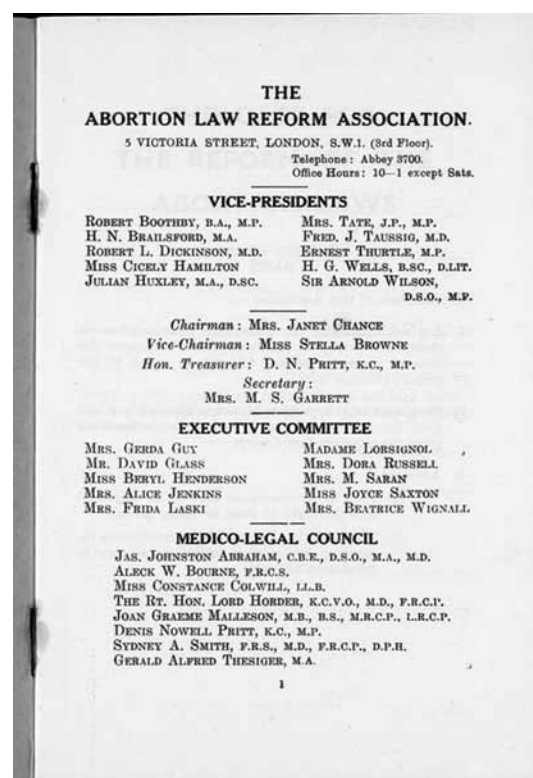 THE
ABORTION LAW REFORM ASSOCIATION.
5 VICTORIA STREET, LONDON, S.W.1. (3rd Floor).
Telephone : Abbey 3700.
Office Hours : 10—1 except Sats.
VICE-PRESIDENTS
ROBERT BOOTHBY, B.A., M.P.
H. N. BRAILSFORD, M.A.
ROBERT L. DICKINSON, M.D.
MISS CICELY HAMILTON
JULIAN HUXLEY, M.A., D.SC.
MRS. TATE, J.P., M.P.
FRED. J. TAUSSIG, M.D.
ERNEST THURTLE, M.P.
H. G. WELLS, B.SC., D.LIT.
SIR ARNOLD WILSON,
D.S.O., M.P.
Chairman : MRS. JANET CHANCE
Vice-Chairman : MISS STELLA BROWNE
Hon. Treasurer : D. N. PRITT, K.C., M.P.
Secretary :
MRS. M. S. GARRETT
EXECUTIVE COMMITTEE
MRS. GERDA GUY
MR. DAVID GLASS
MISS BERYL HENDERSON
MRS. ALICE JENKINS
MRS. FRIDA LASKI
MADAME LORSIGNOL
MRS. DORA RUSSELL
MRS. M. SARAN
MISS JOYCE SAXTON
MRS. BEATRICE WIGNALL
MEDICO-LEGAL COUNCIL
JAS. JOHNSTON ABRAHAM, C.B.E., D.S.O., M.A., M.D.
ALECK W. BOURNE, F.R.C.S.
MISS CONSTANCE COLWILL, LL.B.
THE RT. HON. LORD HORDER, K.C.V.O., M.D., F.R.C.P.
JOAN GRAEME MALLESON, M.B., B.S., M.R.C.P., L.R.C.P.
DENIS NOWELL PRITT, K.C., M.P.
SYDNEY A. SMITH, F.R.S., M.D., F.R.C.P., D.P.H.
GERALD ALFRED THESIGER, M.A.
1